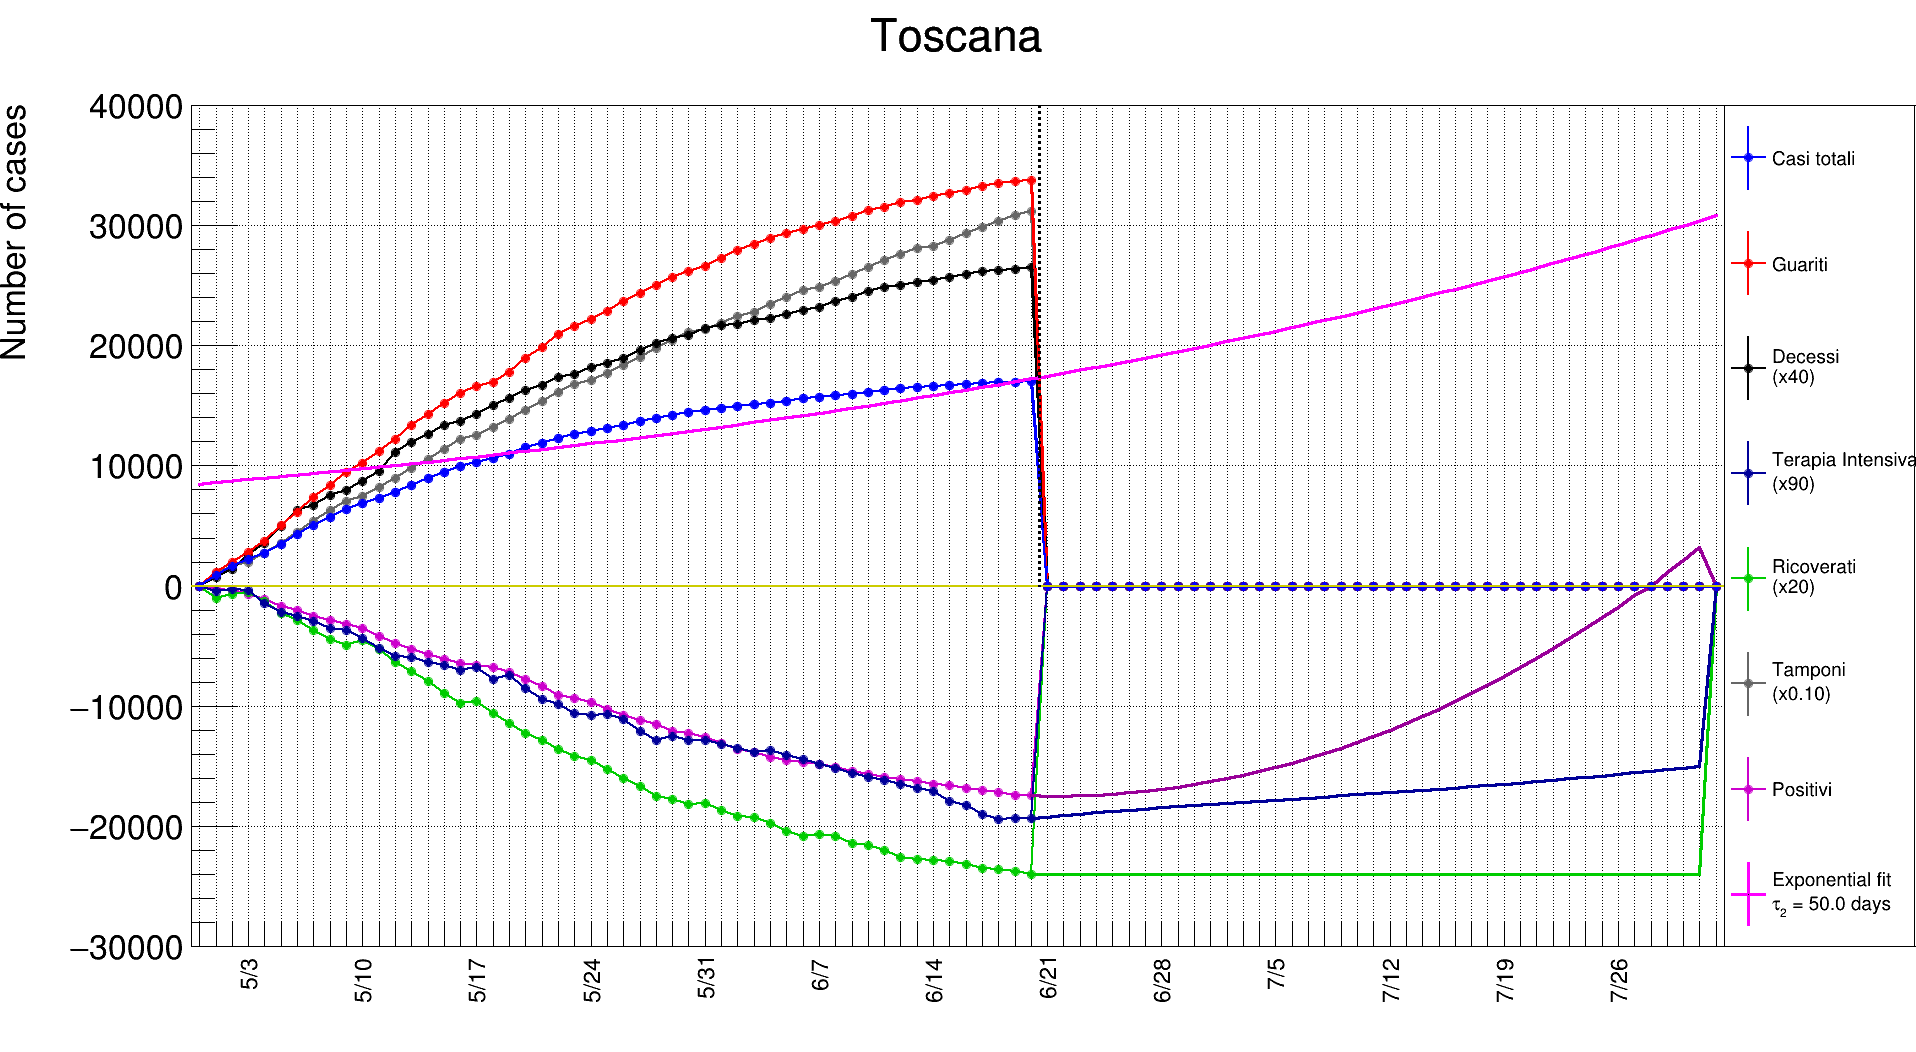 Toscana
Number of cases
40000
30000
20000
10000
0
−10000
−20000
−30000
5/3
5/10
5/17
5/24
5/31
6/7
6/14
6/21
6/28
7/5
7/12
7/19
7/26
Casi totali
Guariti
Decessi
(x40)
Terapia Intensiva
(x90)
Ricoverati
(x20)
Tamponi
(x0.10)
Positivi
Exponential fit
τ2 = 50.0 days